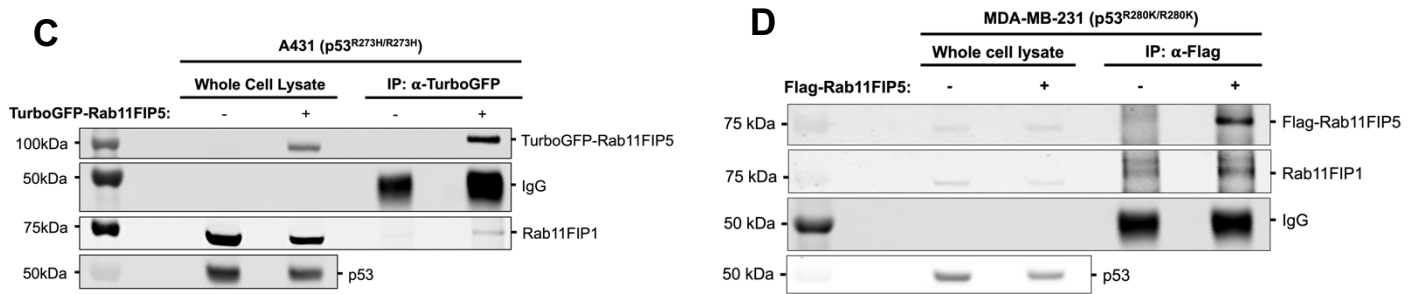 C
A431 (p53R273H/R273H)
Whole Cell Lysate IP: α-TurboGFP
TurboGFP-Rab11FIP5: - + - +
100kDa TurboGFP-Rab11FIP5
50kDa IgG
75kDa Rab11FIP1
50kDa p53
D
MDA-MB-231 (p53R280K/R280K)
Whole cell lysate IP: α-Flag
Flag-Rab11FIP5: - + - +
75 kDa Flag-Rab11FIP5
75 kDa Rab11FIP1
50 kDa IgG
50 kDa p53